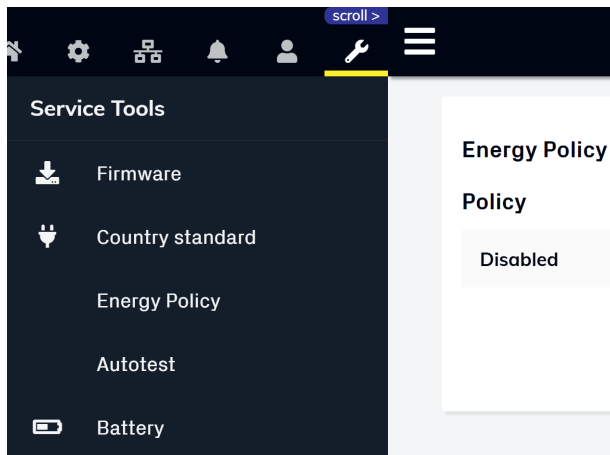 scroll >
Service Tools
Firmware
Country standard
Energy Policy
Autotest
Battery
Energy Policy
Policy
Disabled